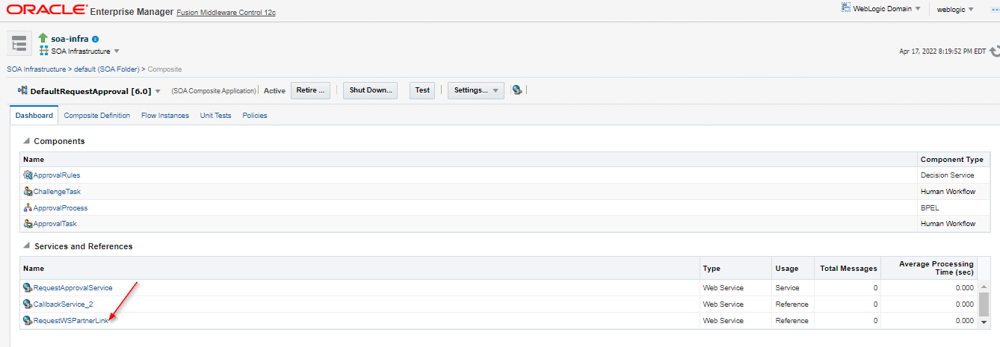 ORACLE Enterprise Manager Fusion Middleware Control 12c WebLogic Domain weblogic
soa-infra
SOA Infrastructure
Apr 17, 2022 8:19:52 PM EDT
SOA Infrastructure > default (SOA Folder) > Composite
DefaultRequestApproval [6.0] (SOA Composite Application) Active Retire ... Shut Down... Test Settings...
Dashboard Composite Definition Flow Instances Unit Tests Policies
Components
Name Component Type
ApprovalRules Decision Service
ChallengeTask Human Workflow
ApprovalProcess BPEL
ApprovalTask Human Workflow
Services and References
Name Type Usage Total Messages Average Processing
Time (sec)
RequestApprovalService Web Service Service 0 0.000
CallbackService_2 Web Service Reference 0 0.000
RequestWSPartnerLink Web Service Reference 0 0.000